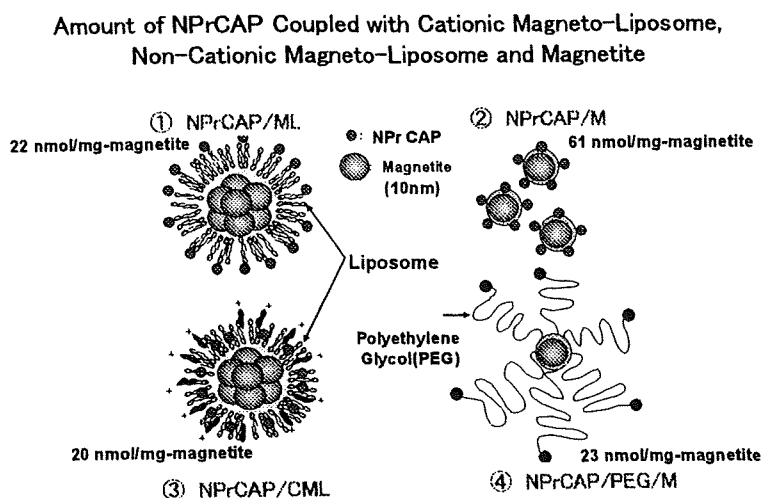 Amount of NPrCAP Coupled with Cationic Magneto-Liposome,
Non-Cationic Magneto-Liposome and Magnetite
① NPrCAP/ML
22 nmol/mg-magnetite
: NPr CAP
Magnetite
(10nm)
② NPrCAP/M
61 nmol/mg-maginetite
Liposome
Polyethylene
Glycol(PEG)
20 nmol/mg-magnetite
③ NPrCAP/CML
23 nmol/mg-magnetite
④ NPrCAP/PEG/M